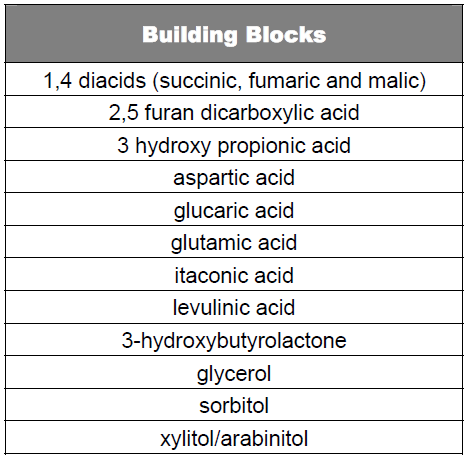 Building Blocks
1,4 diacids (succinic, fumaric and malic)
2,5 furan dicarboxylic acid
3 hydroxy propionic acid
aspartic acid
glucaric acid
glutamic acid
itaconic acid
levulinic acid
3-hydroxybutyrolactone
glycerol
sorbitol
xylitol/arabinitol